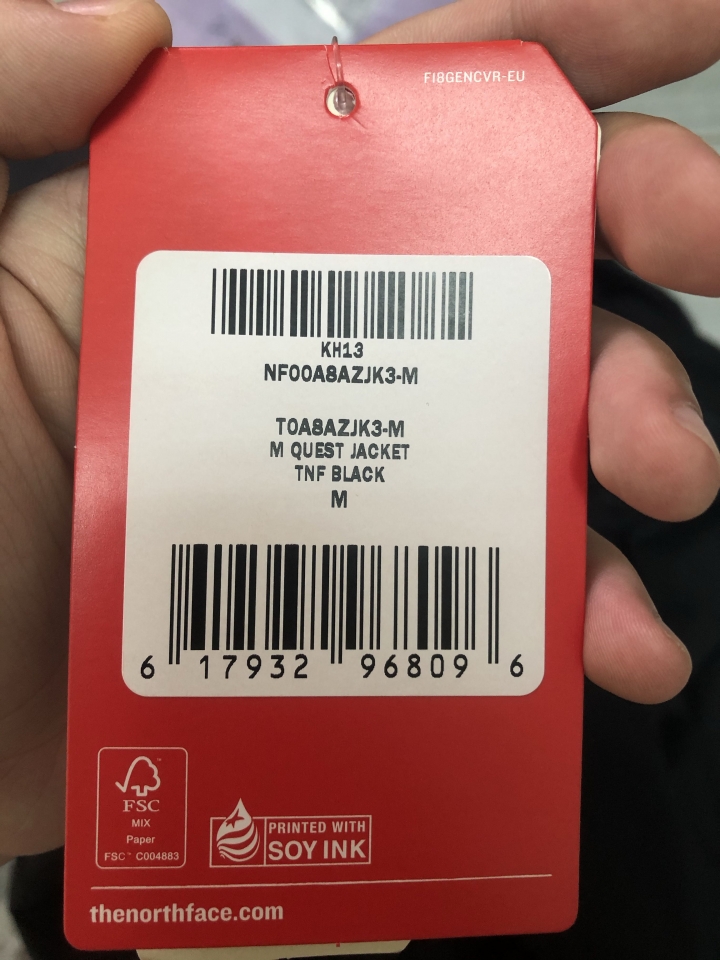 FI8GENCVR-EU
KH13
NF00A8AZJK3-M
T0A8AZJK3-M
M QUEST JACKET
TNF BLACK
M
6 17932 96809 6
FSC
MIX
Paper
FSC™ C004883
PRINTED WITH
SOY INK
thenorthface.com